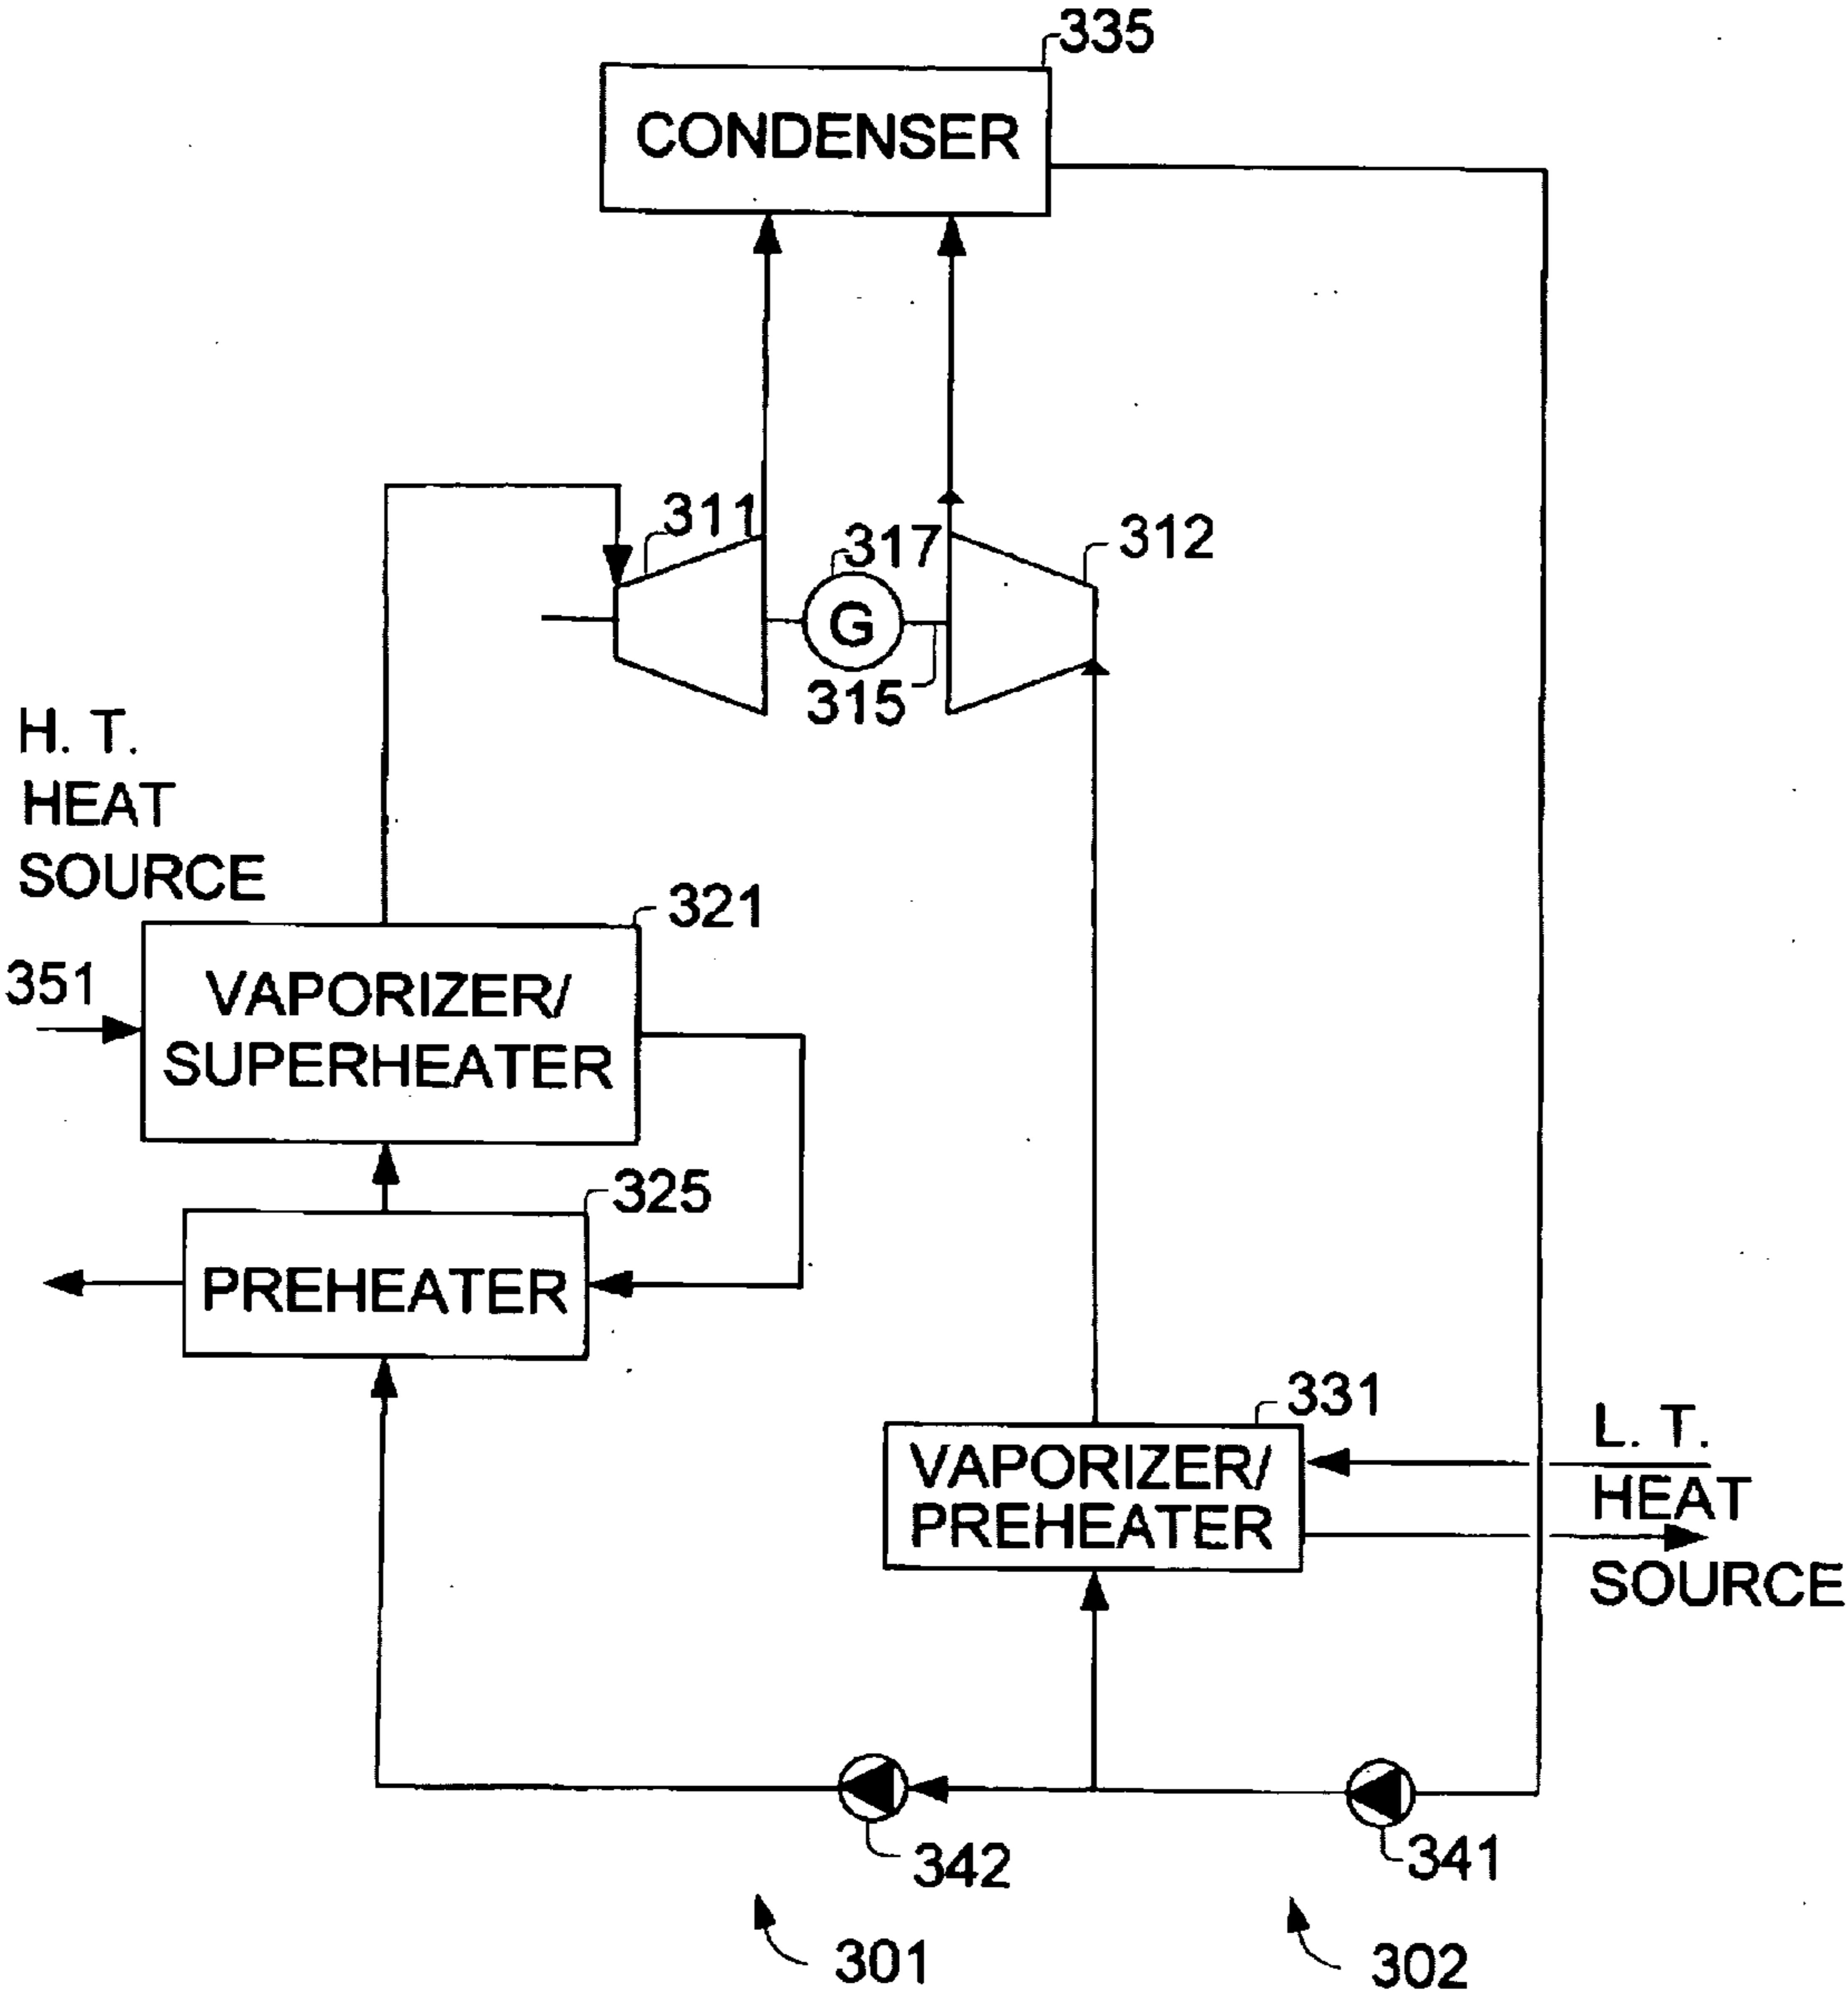 335
CONDENSER
311
317
312
G
315
H. T.
HEAT
SOURCE
321
351
VAPORIZER/
SUPERHEATER
325
PREHEATER
331
L. T.
HEAT
SOURCE
VAPORIZER/
PREHEATER
342
341
301
302